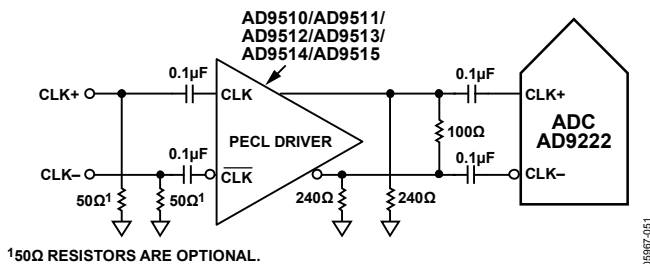 AD9510/AD9511/
AD9512/AD9513/
AD9514/AD9515
0.1µF
0.1µF
CLK+
CLK
CLK+
PECL DRIVER
100Ω
ADC
AD9222
0.1µF
0.1µF
CLK–
CLK
CLK–
50Ω1
50Ω1
240Ω
240Ω
150Ω RESISTORS ARE OPTIONAL.
05967-051